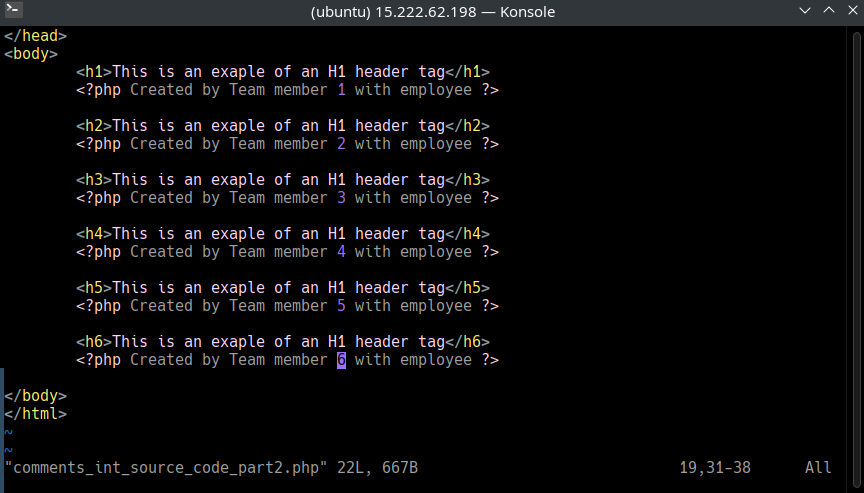 (ubuntu) 15.222.62.198 — Konsole
</head>
<body>
<h1>This is an exaple of an H1 header tag</h1>
<?php Created by Team member 1 with employee ?>
<h2>This is an exaple of an H1 header tag</h2>
<?php Created by Team member 2 with employee ?>
<h3>This is an exaple of an H1 header tag</h3>
<?php Created by Team member 3 with employee ?>
<h4>This is an exaple of an H1 header tag</h4>
<?php Created by Team member 4 with employee ?>
<h5>This is an exaple of an H1 header tag</h5>
<?php Created by Team member 5 with employee ?>
<h6>This is an exaple of an H1 header tag</h6>
<?php Created by Team member 6 with employee ?>
</body>
</html>
~
~
"comments_int_source_code_part2.php" 22L, 667B 19,31-38 All